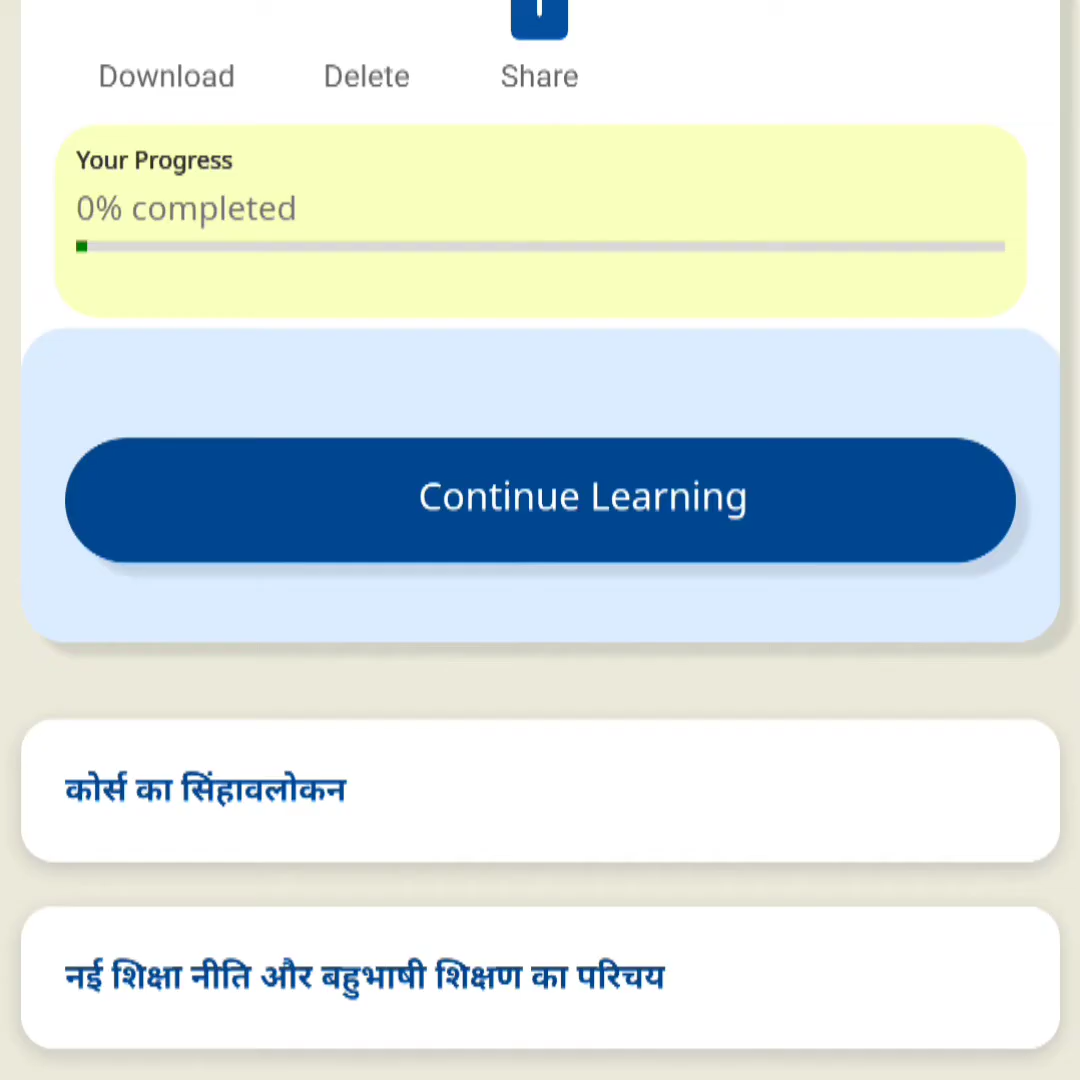 Download Delete Share
Your Progress
0% completed
Continue Learning
कोर्स का सिंहावलोकन
नई शिक्षा नीति और बहुभाषी शिक्षण का परिचय